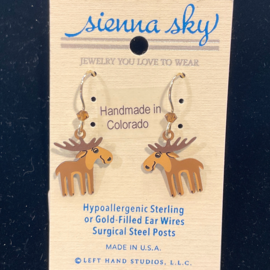 sienna sky
JEWELRY YOU LOVE TO WEAR
Handmade in
Colorado
Hypoallergenic Sterling
or Gold-Filled Ear Wires
Surgical Steel Posts
MADE IN U.S.A.
© LEFT HAND STUDIOS, L.L.C.